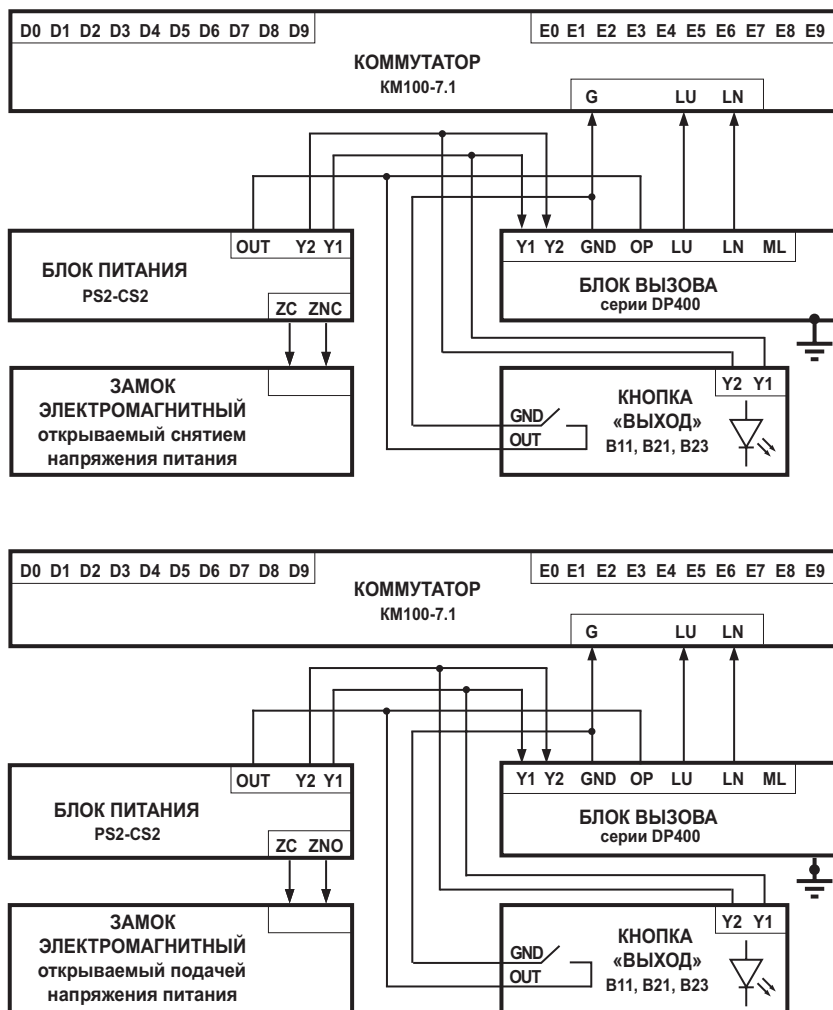 D0 D1 D2 D3 D4 D5 D6 D7 D8 D9
E0 E1 E2 E3 E4 E5 E6 E7 E8 E9
КОММУТАТОР
КМ100-7.1
G LU LN
OUT Y2 Y1
БЛОК ПИТАНИЯ
PS2-CS2
ZC ZNC
Y1 Y2 GND OP LU LN ML
БЛОК ВЫЗОВА
серии DP400
ЗАМОК
ЭЛЕКТРОМАГНИТНЫЙ
открываемый снятием
напряжения питания
Y2 Y1
КНОПКА
«ВЫХОД»
B11, B21, B23
GND
OUT
D0 D1 D2 D3 D4 D5 D6 D7 D8 D9
E0 E1 E2 E3 E4 E5 E6 E7 E8 E9
КОММУТАТОР
КМ100-7.1
G LU LN
OUT Y2 Y1
БЛОК ПИТАНИЯ
PS2-CS2
ZC ZNO
Y1 Y2 GND OP LU LN ML
БЛОК ВЫЗОВА
серии DP400
ЗАМОК
ЭЛЕКТРОМАГНИТНЫЙ
открываемый подачей
напряжения питания
Y2 Y1
КНОПКА
«ВЫХОД»
B11, B21, B23
GND
OUT